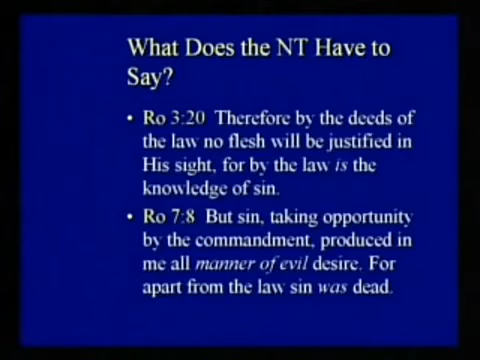 What Does the NT Have to
Say?
• Ro 3:20 Therefore by the deeds of
the law no flesh will be justified in
His sight, for by the law is the
knowledge of sin.
• Ro 7:8 But sin, taking opportunity
by the commandment, produced in
me all manner of evil desire. For
apart from the law sin was dead.